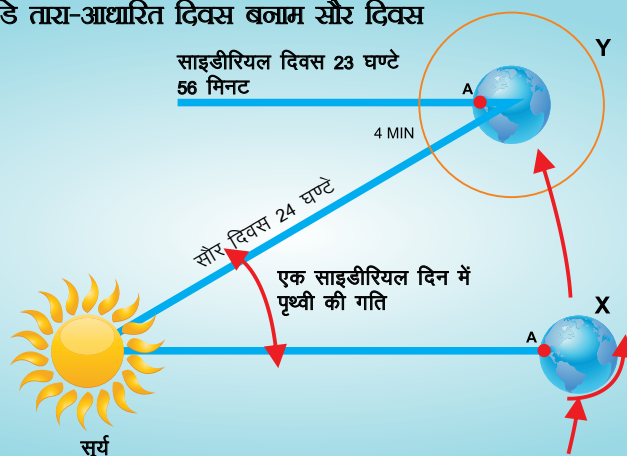 डे तारा-आधारित दिवस बनाम सौर दिवस
साइडीरियल दिवस 23 घण्टे
56 मिनट
Y
A
4 MIN
सौर दिवस 24 घण्टे
एक साइडीरियल दिन में
पृथ्वी की गति
X
A
सूर्य